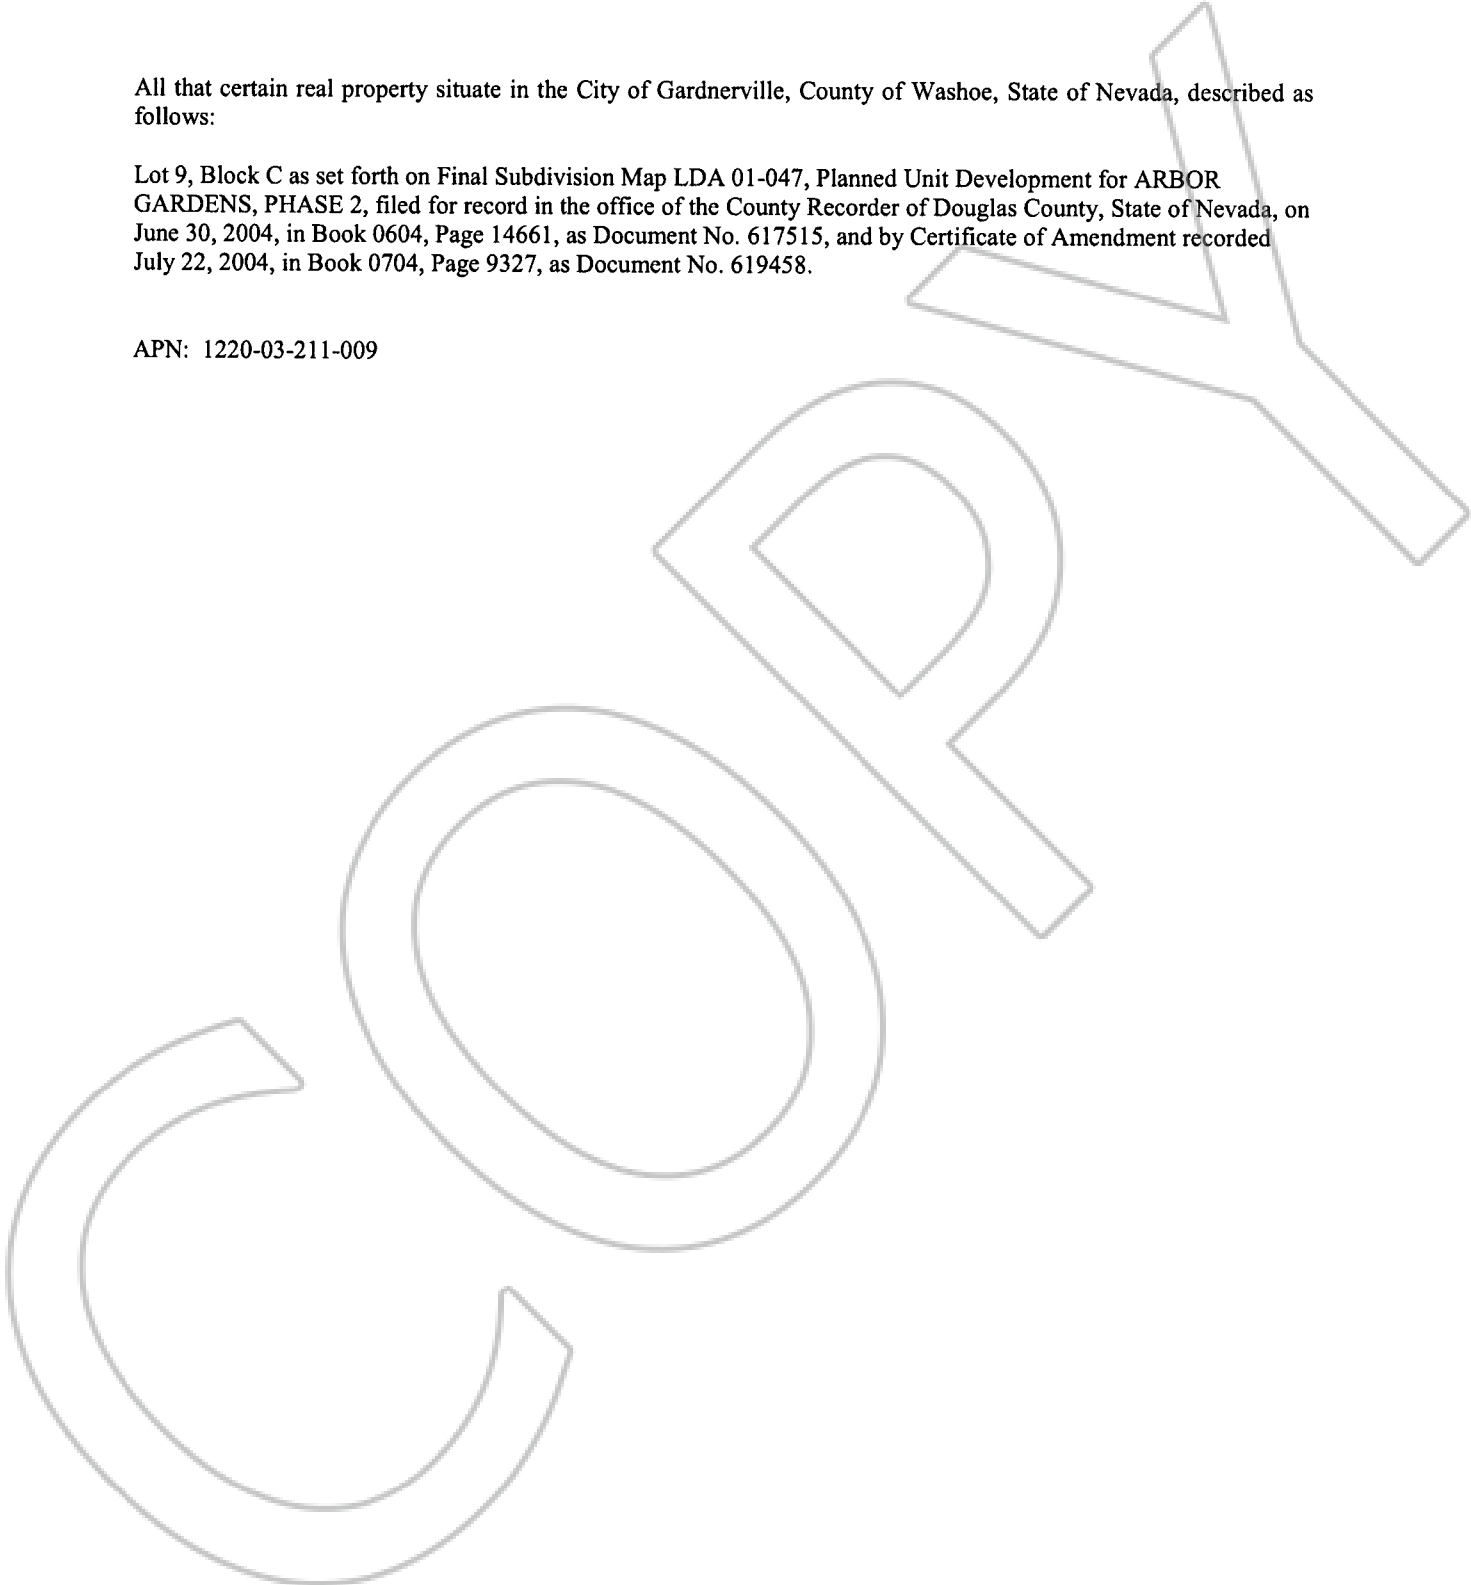 All that certain real property situate in the City of Gardnerville, County of Washoe, State of Nevada, described as
follows:
Lot 9, Block C as set forth on Final Subdivision Map LDA 01-047, Planned Unit Development for ARBOR
GARDENS, PHASE 2, filed for record in the office of the County Recorder of Douglas County, State of Nevada, on
June 30, 2004, in Book 0604, Page 14661, as Document No. 617515, and by Certificate of Amendment recorded
July 22, 2004, in Book 0704, Page 9327, as Document No. 619458.
APN: 1220-03-211-009
COPY